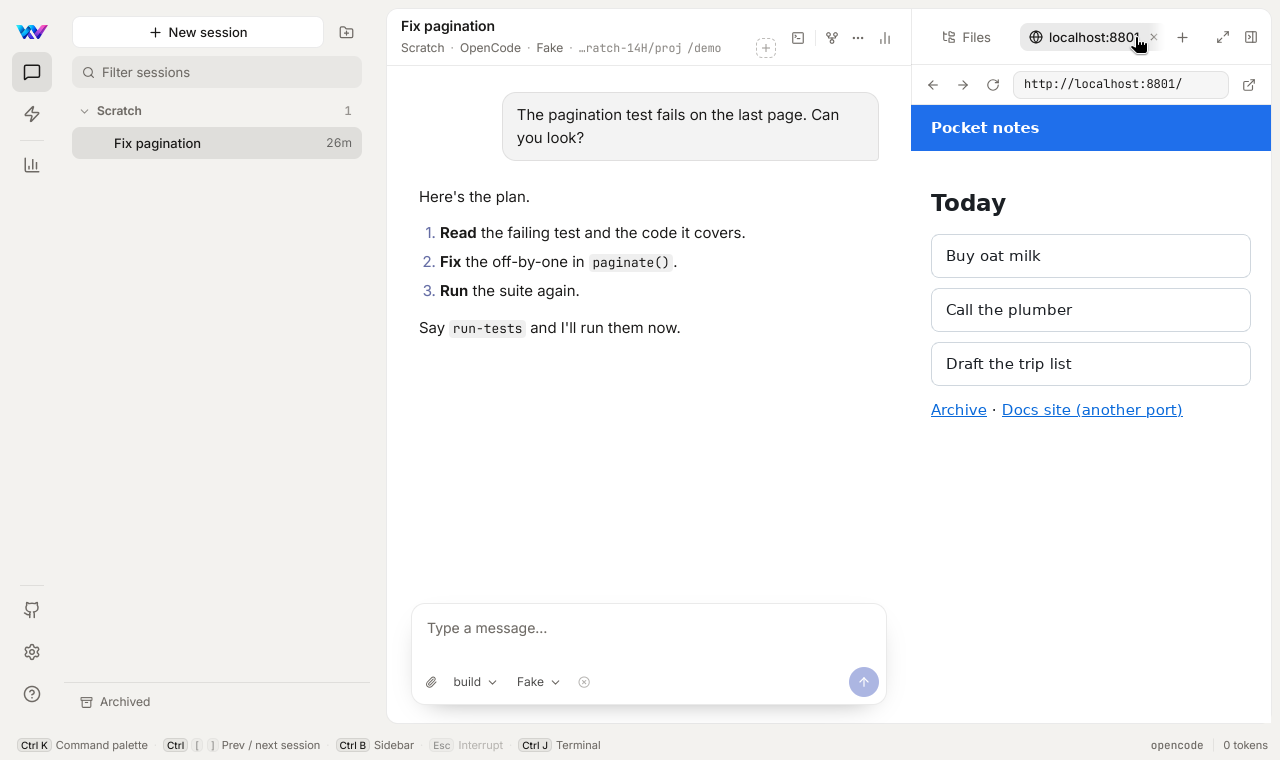 New session
Filter sessions
Scratch 1
Fix pagination 26m
Archived
Fix pagination
Scratch · OpenCode · Fake · …ratch-14H/proj /demo
The pagination test fails on the last page. Can
you look?
Here's the plan.
1. Read the failing test and the code it covers.
2. Fix the off-by-one in paginate().
3. Run the suite again.
Say run-tests and I'll run them now.
Type a message...
build
Fake
Files
localhost:8801
http://localhost:8801/
Pocket notes
Today
Buy oat milk
Call the plumber
Draft the trip list
Archive · Docs site (another port)
Ctrl K Command palette · Ctrl [ ] Prev / next session · Ctrl B Sidebar · Esc Interrupt · Ctrl J Terminal
opencode 0 tokens